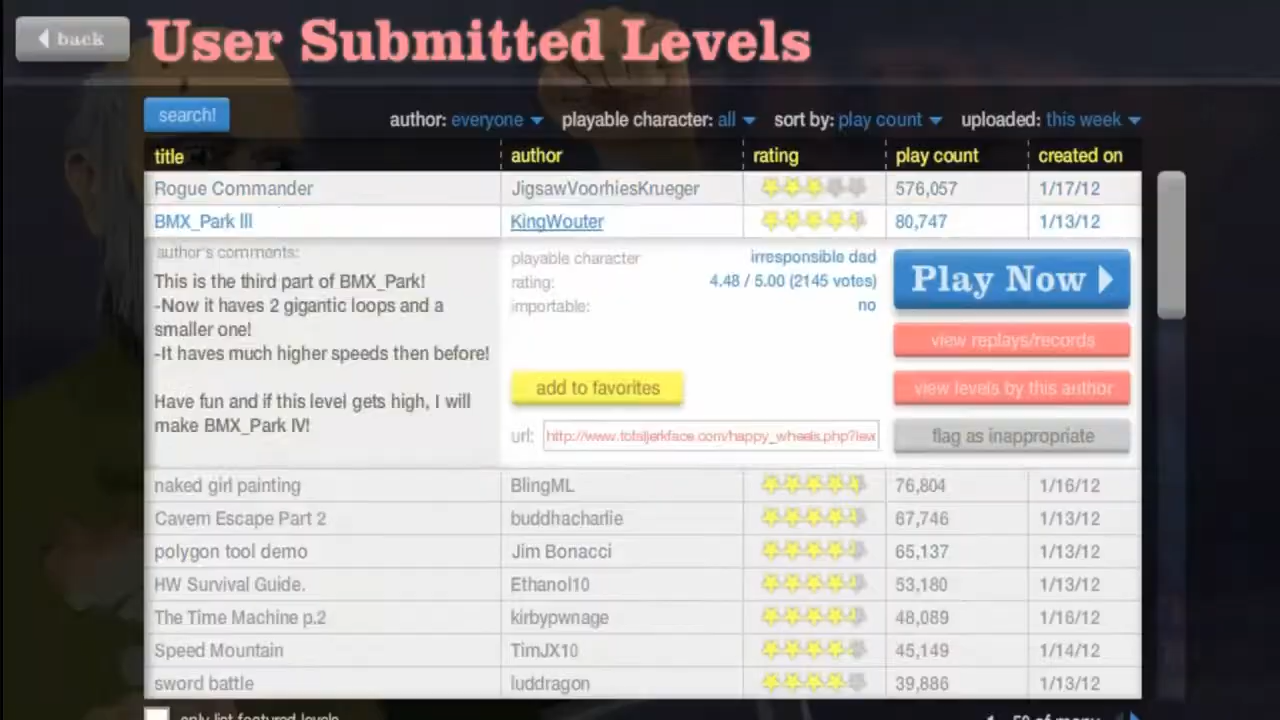 back
User Submitted Levels
search!
author: everyone playable character: all sort by: play count uploaded: this week
title author rating play count created on
Rogue Commander JigsawVoorhiesKrueger 576,057 1/17/12
BMX_Park III KingWouter 80,747 1/13/12
author's comments:
This is the third part of BMX_Park!
-Now it haves 2 gigantic loops and a
smaller one!
-It haves much higher speeds then before!
Have fun and if this level gets high, I will
make BMX_Park IV!
playable character irresponsible dad
rating: 4.48 / 5.00 (2145 votes)
importable: no
add to favorites
url: http://www.totaljerkface.com/happy_wheels.php?lev
Play Now
view replays/records
view levels by this author
flag as inappropriate
naked girl painting BlingML 76,804 1/16/12
Cavern Escape Part 2 buddhacharlie 67,746 1/13/12
polygon tool demo Jim Bonacci 65,137 1/13/12
HW Survival Guide. Ethanol10 53,180 1/13/12
The Time Machine p.2 kirbypwnage 48,089 1/16/12
Speed Mountain TimJX10 45,149 1/14/12
sword battle luddragon 39,886 1/13/12
only list featured levels 1 - 50 of many